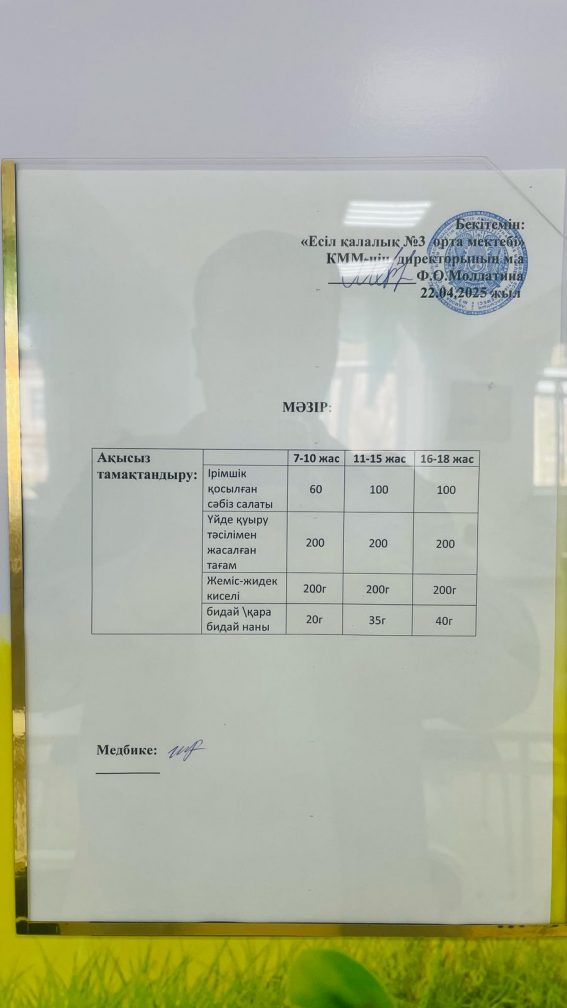 Бекітемін:
«Есіл қалалық №3 орта мектебі»
КММ-нің директорының м.а
Ф.О.Молдатина
22.04.2025 жыл
МӘЗІР:
Ақысыз
тамақтандыру:
7-10 жас 11-15 жас 16-18 жас
Ірімшік
қосылған
сәбіз салаты
60 100 100
Үйде қуыру
тәсілімен
жасалған
тағам
200 200 200
Жеміс-жидек
киселі
200г 200г 200г
бидай \қара
бидай наны
20г 35г 40г
Медбике: